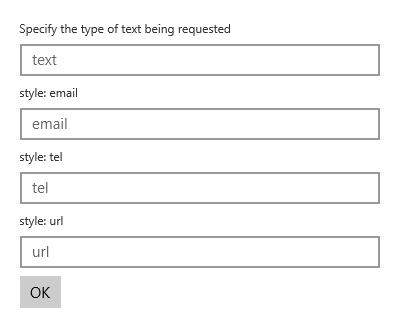 Specify the type of text being requested
text
style: email
email
style: tel
tel
style: url
url
OK